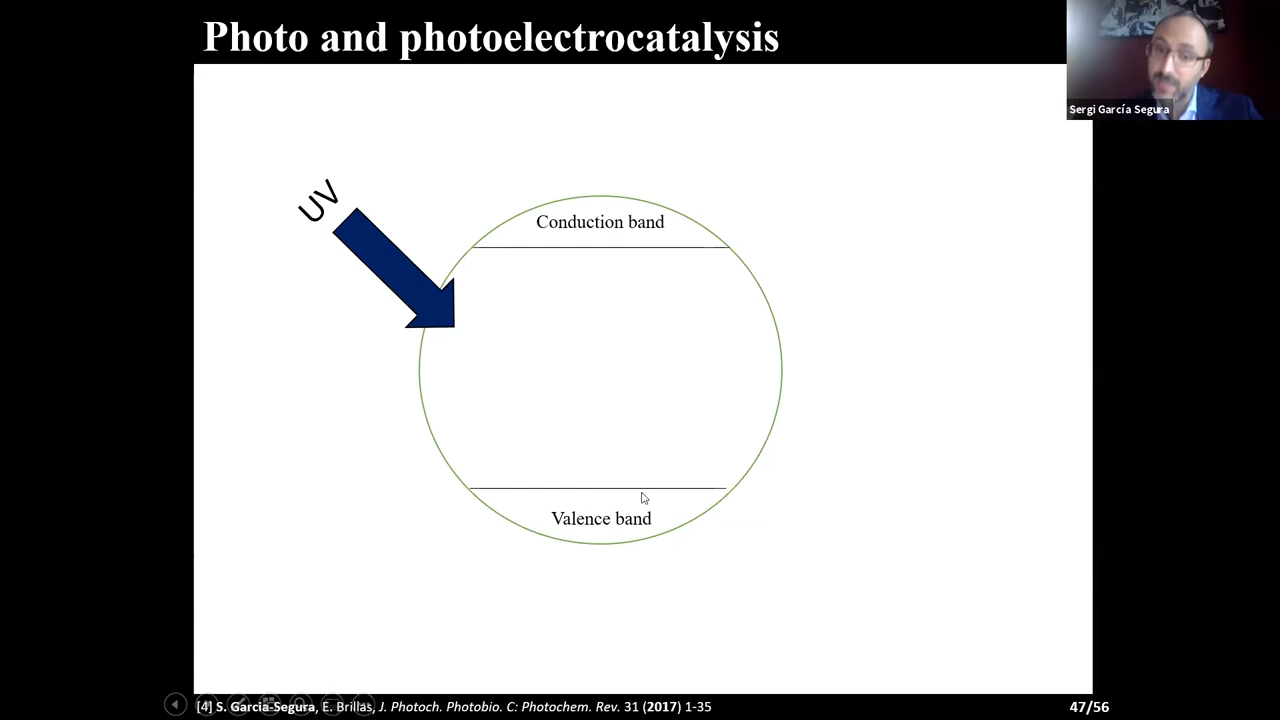 Photo and photoelectrocatalysis
Sergi García Segura
UV
Conduction band
Valence band
[4] S. Garcia-Segura, E. Brillas, J. Photoch. Photobio. C: Photochem. Rev. 31 (2017) 1-35
47/56